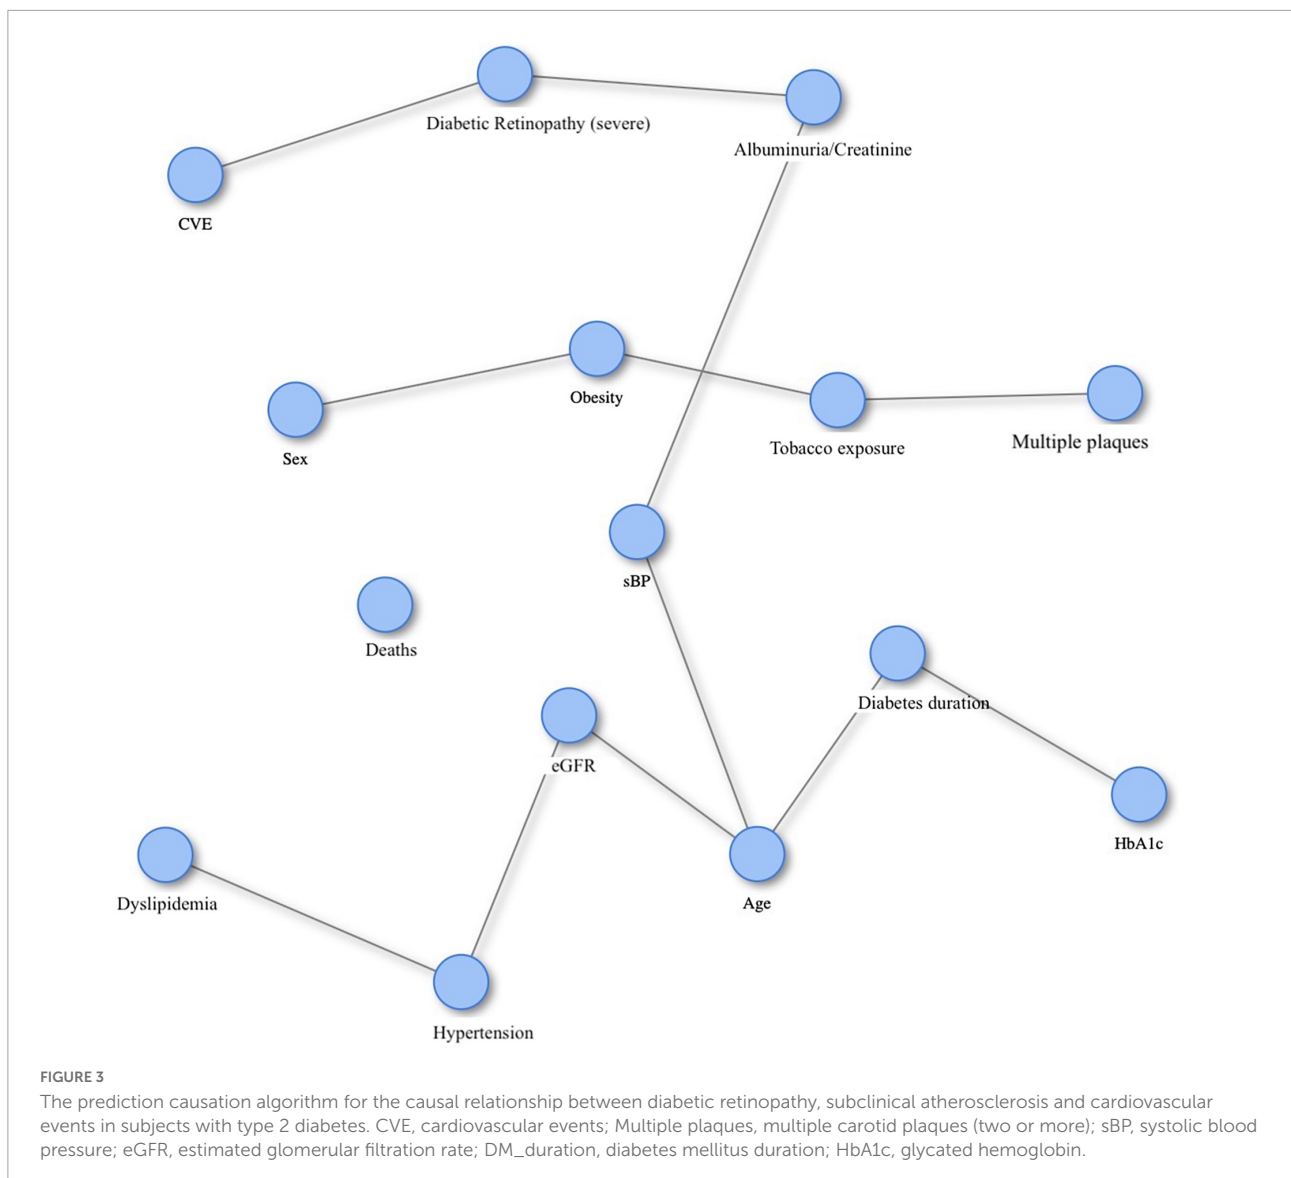 Diabetic Retinopathy (severe)
Albuminuria/Creatinine
CVE
Obesity
Sex
Tobacco exposure
Multiple plaques
sBP
Deaths
Diabetes duration
eGFR
HbA1c
Dyslipidemia
Age
Hypertension
FIGURE 3
The prediction causation algorithm for the causal relationship between diabetic retinopathy, subclinical atherosclerosis and cardiovascular
events in subjects with type 2 diabetes. CVE, cardiovascular events; Multiple plaques, multiple carotid plaques (two or more); sBP, systolic blood
pressure; eGFR, estimated glomerular filtration rate; DM_duration, diabetes mellitus duration; HbA1c, glycated hemoglobin.